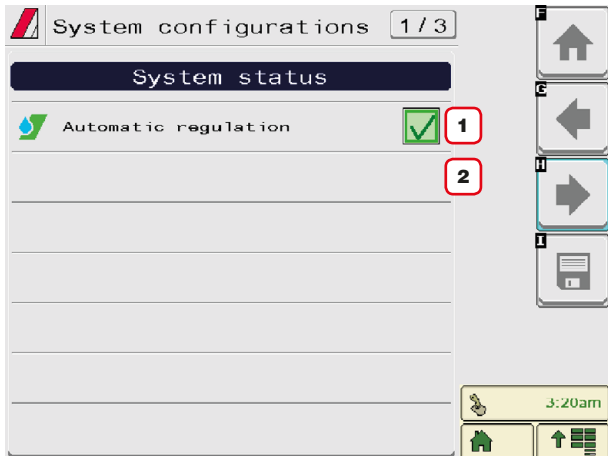 System configurations 1/3
System status
Automatic regulation
1
2
F
G
H
I
3:20am